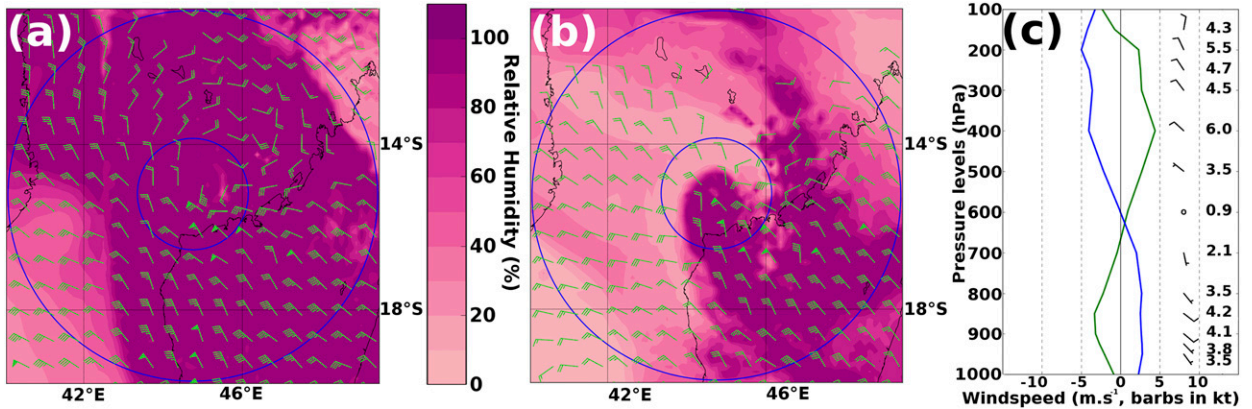 (a)
(b)
(c)
100
80
60
40
20
0
Relative Humidity (%)
14°S
18°S
42°E
46°E
14°S
18°S
42°E
46°E
100
200
300
400
500
600
700
800
900
1000
Pressure levels (hPa)
4.3
5.5
4.7
4.5
6.0
3.5
0.9
2.1
3.5
4.2
4.1
3.8
3.5
-10
-5
0
5
10
Windspeed (m.s⁻¹, barbs in kt)